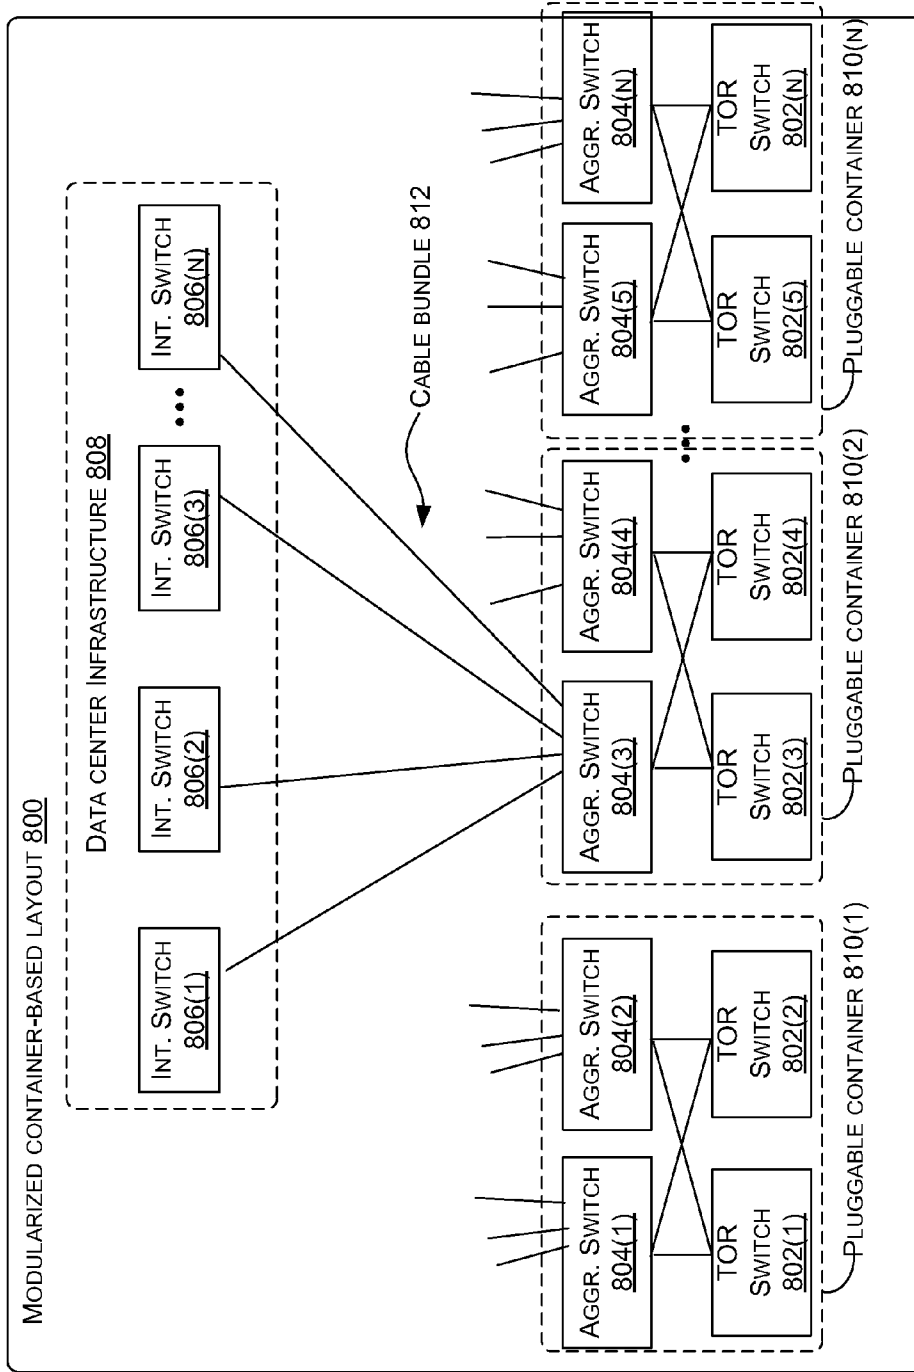 MODULARIZED CONTAINER-BASED LAYOUT 800
DATA CENTER INFRASTRUCTURE 808
INT. SWITCH
806(1)
INT. SWITCH
806(2)
INT. SWITCH
806(3)
•••
INT. SWITCH
806(N)
CABLE BUNDLE 812
AGGR. SWITCH
804(1)
AGGR. SWITCH
804(2)
AGGR. SWITCH
804(3)
AGGR. SWITCH
804(4)
AGGR. SWITCH
804(5)
AGGR. SWITCH
804(N)
•••
TOR
SWITCH
802(1)
TOR
SWITCH
802(2)
TOR
SWITCH
802(3)
TOR
SWITCH
802(4)
TOR
SWITCH
802(5)
TOR
SWITCH
802(N)
PLUGGABLE CONTAINER 810(1)
PLUGGABLE CONTAINER 810(2)
PLUGGABLE CONTAINER 810(N)